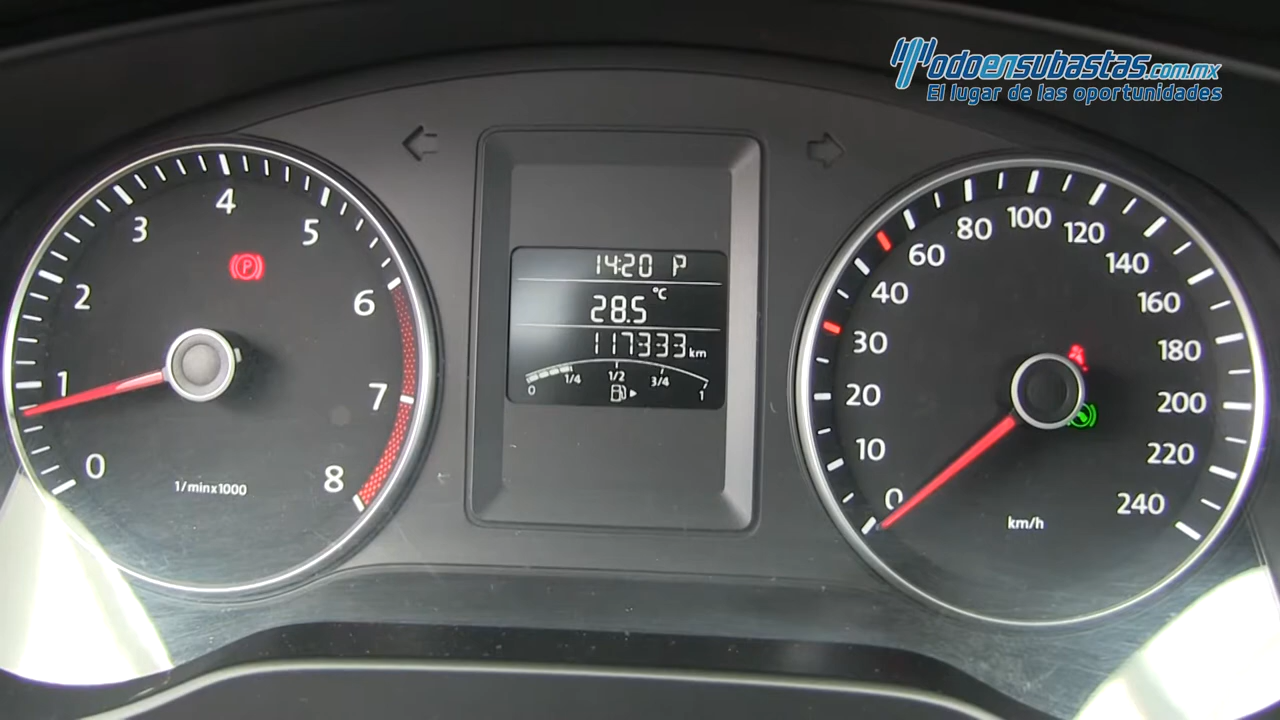 Todoensubastas.com.mx
El lugar de las oportunidades
0 1 2 3 4 5 6 7 8
P
1/min x 1000
14:20 P
28.5 °C
117333 km
0 1/4 1/2 3/4 1
0 10 20 30 40 60 80 100 120 140 160 180 200 220 240
km/h